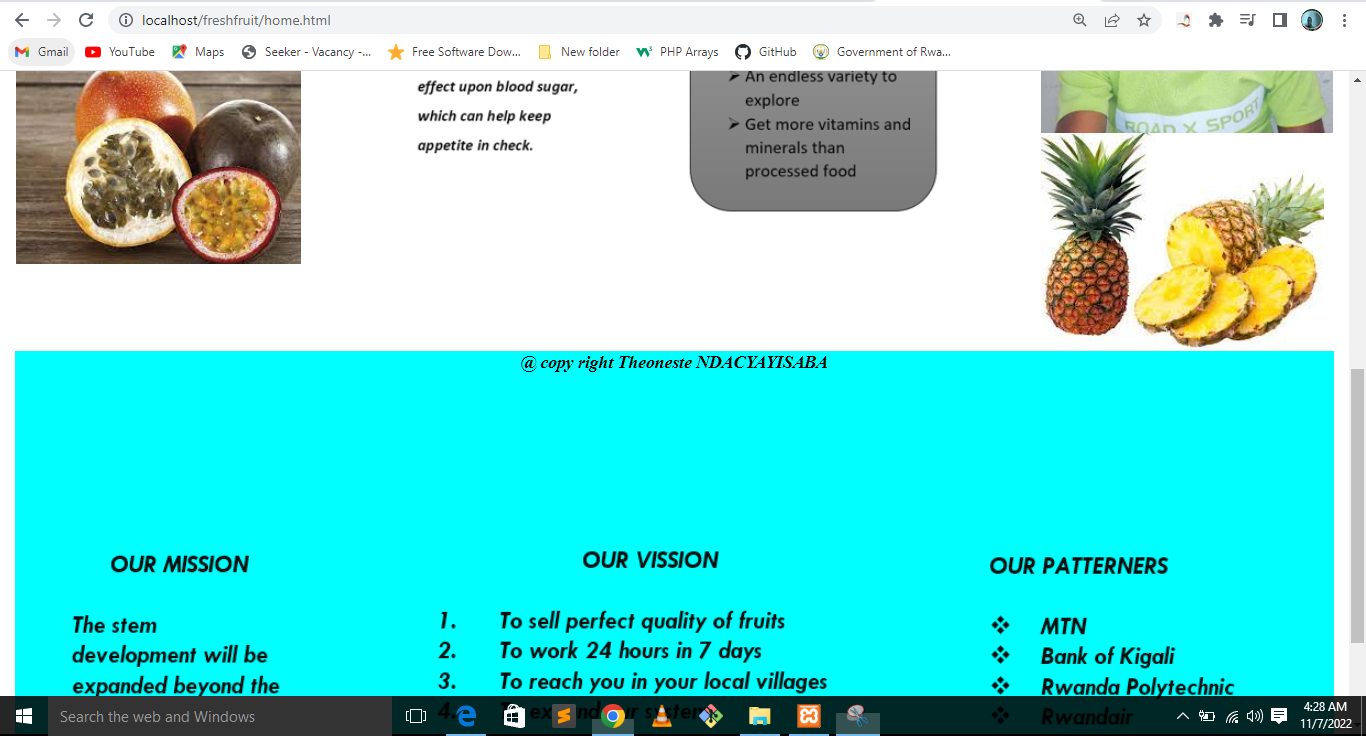 localhost/freshfruit/home.html
Gmail
YouTube
Maps
Seeker - Vacancy -...
Free Software Dow...
New folder
PHP Arrays
GitHub
Government of Rwa...
effect upon blood sugar,
which can help keep
appetite in check.
➢ An endless variety to
explore
➢ Get more vitamins and
minerals than
processed food
ROAD X SPORT
@ copy right Theoneste NDACYAYISABA
OUR MISSION
The stem
development will be
expanded beyond the
OUR VISSION
1. To sell perfect quality of fruits
2. To work 24 hours in 7 days
3. To reach you in your local villages
4. To expand our system
OUR PATTERNERS
❖ MTN
❖ Bank of Kigali
❖ Rwanda Polytechnic
❖ Rwandair
Search the web and Windows
4:28 AM
11/7/2022